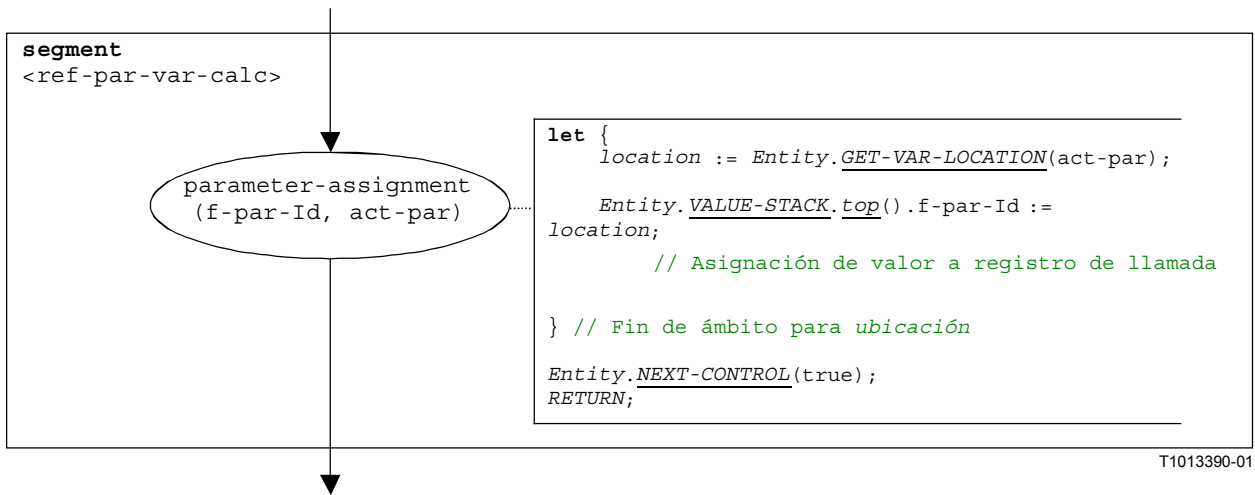 segment
<ref-par-var-calc>
parameter-assignment
(f-par-Id, act-par)
let {
location := Entity.GET-VAR-LOCATION(act-par);
Entity.VALUE-STACK.top().f-par-Id :=
location;
// Asignación de valor a registro de llamada
} // Fin de ámbito para ubicación
Entity.NEXT-CONTROL(true);
RETURN;
T1013390-01